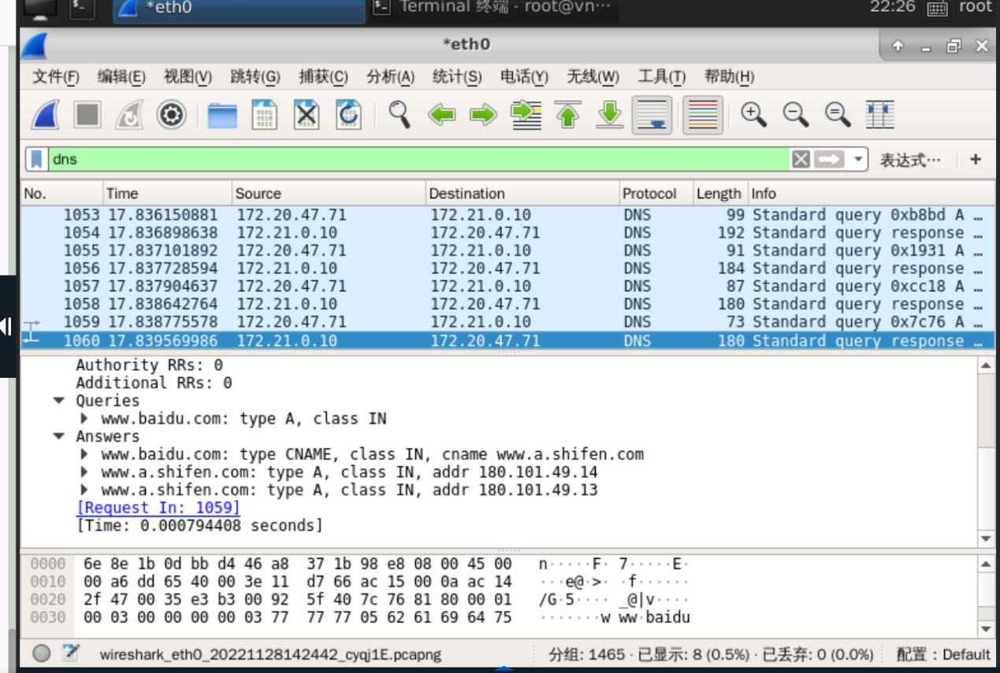 *eth0 Terminal 终端 - root@vn··· 22:26 root
*eth0
文件(F) 编辑(E) 视图(V) 跳转(G) 捕获(C) 分析(A) 统计(S) 电话(Y) 无线(W) 工具(T) 帮助(H)
dns 表达式… +
No. Time Source Destination Protocol Length Info
1053 17.836150881 172.20.47.71 172.21.0.10 DNS 99 Standard query 0xb8bd A …
1054 17.836898638 172.21.0.10 172.20.47.71 DNS 192 Standard query response …
1055 17.837101892 172.20.47.71 172.21.0.10 DNS 91 Standard query 0x1931 A …
1056 17.837728594 172.21.0.10 172.20.47.71 DNS 184 Standard query response …
1057 17.837904637 172.20.47.71 172.21.0.10 DNS 87 Standard query 0xcc18 A …
1058 17.838642764 172.21.0.10 172.20.47.71 DNS 180 Standard query response …
1059 17.838775578 172.20.47.71 172.21.0.10 DNS 73 Standard query 0x7c76 A …
1060 17.839569986 172.21.0.10 172.20.47.71 DNS 180 Standard query response …
Authority RRs: 0
Additional RRs: 0
Queries
www.baidu.com: type A, class IN
Answers
www.baidu.com: type CNAME, class IN, cname www.a.shifen.com
www.a.shifen.com: type A, class IN, addr 180.101.49.14
www.a.shifen.com: type A, class IN, addr 180.101.49.13
[Request In: 1059]
[Time: 0.000794408 seconds]
0000 6e 8e 1b 0d bb d4 46 a8 37 1b 98 e8 08 00 45 00 n·····F· 7·····E·
0010 00 a6 dd 65 40 00 3e 11 d7 66 ac 15 00 0a ac 14 ···e@·>· ·f······
0020 2f 47 00 35 e3 b3 00 92 5f 40 7c 76 81 80 00 01 /G·5···· _@|v····
0030 00 03 00 00 00 00 03 77 77 77 05 62 61 69 64 75 ·······w ww·baidu
wireshark_eth0_20221128142442_cyqj1E.pcapng 分组: 1465 · 已显示: 8 (0.5%) · 已丢弃: 0 (0.0%) 配置：Default